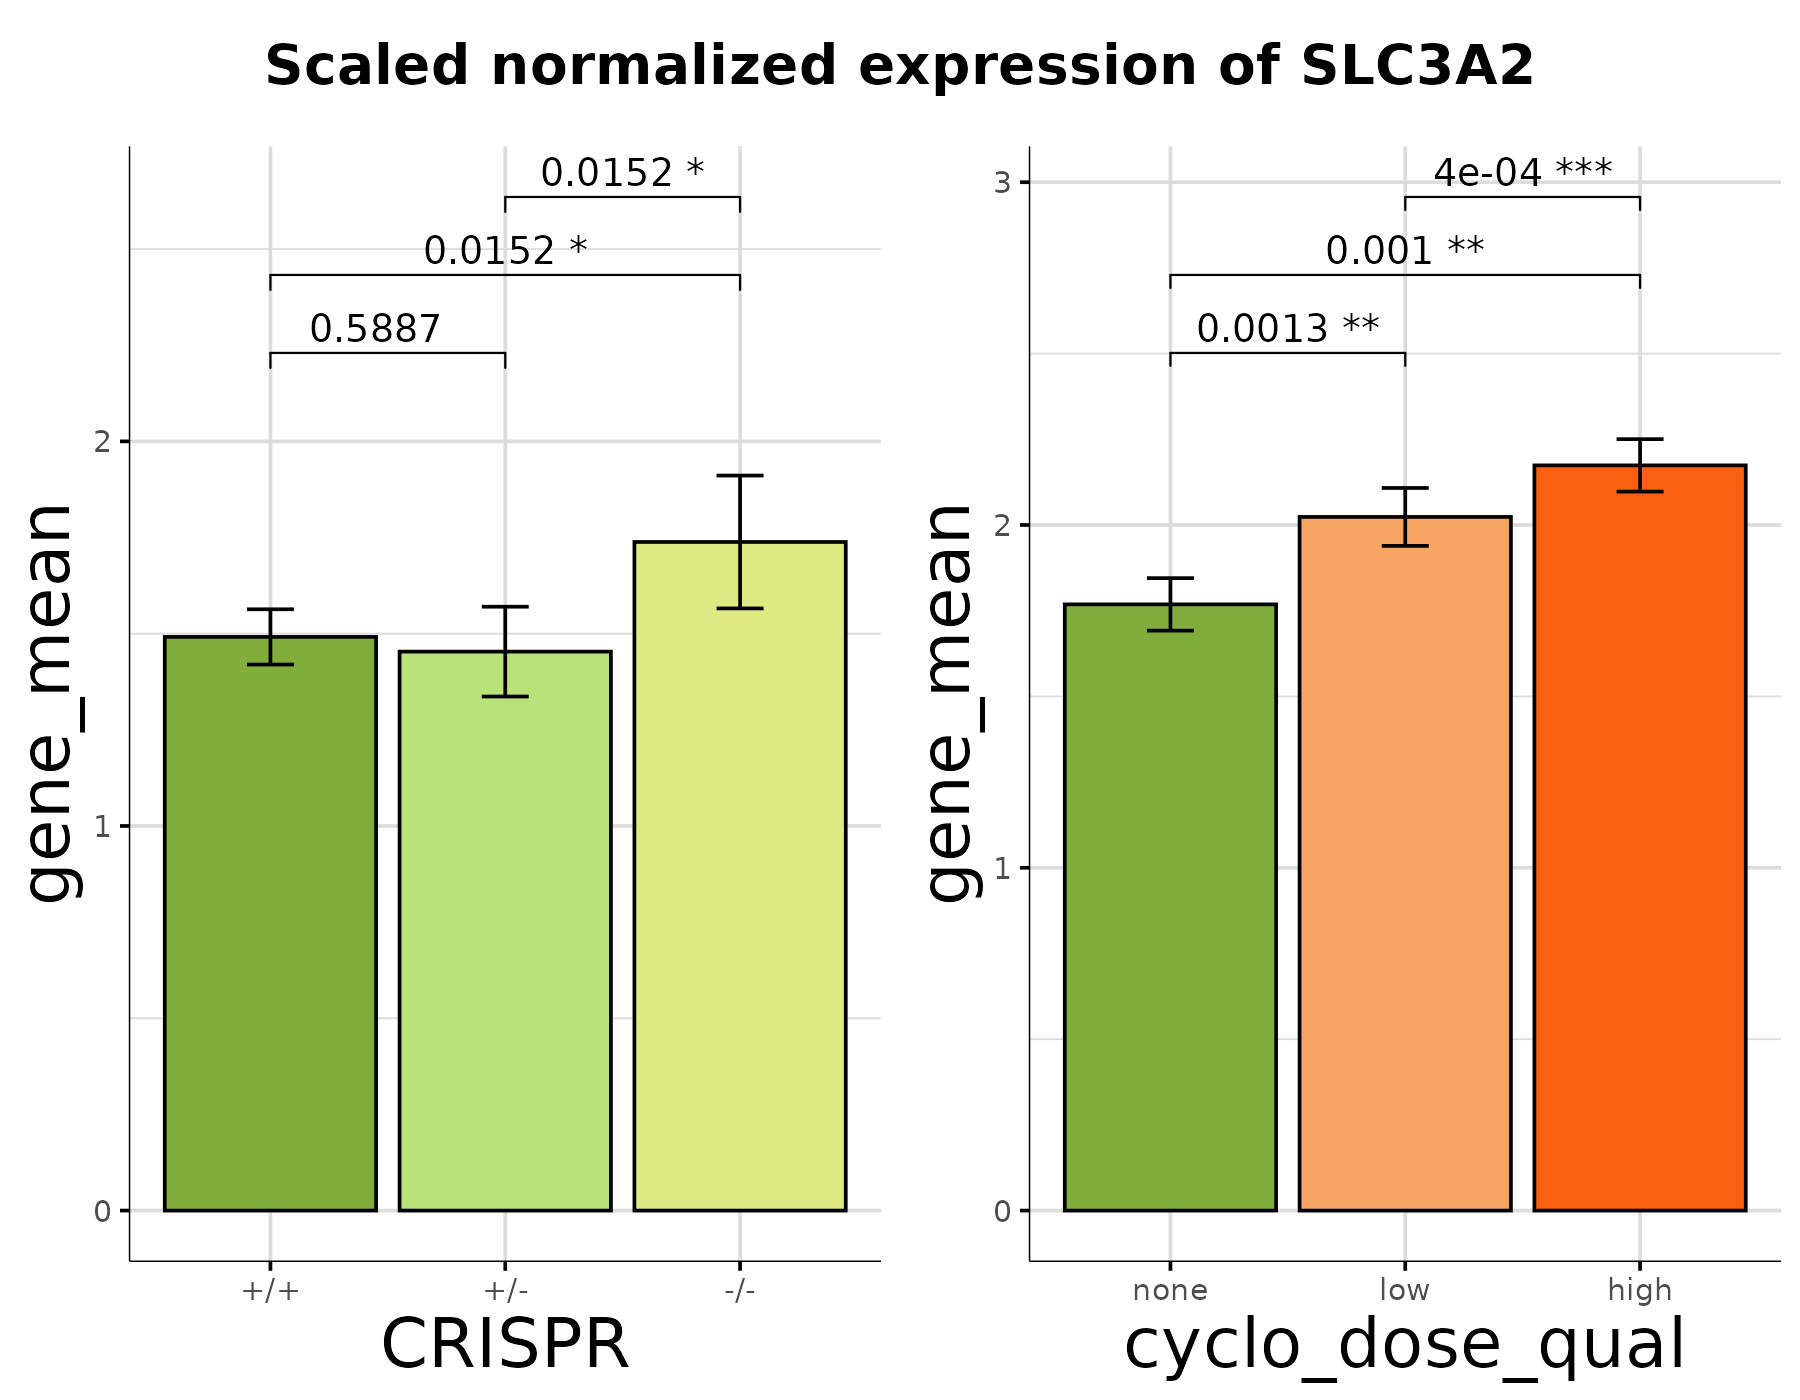 Scaled normalized expression of SLC3A2
gene_mean
0.0152 *
0.0152 *
0.5887
2
1
0
+/+ +/- -/-
CRISPR
gene_mean
4e-04 ***
0.001 **
0.0013 **
3
2
1
0
none low high
cyclo_dose_qual